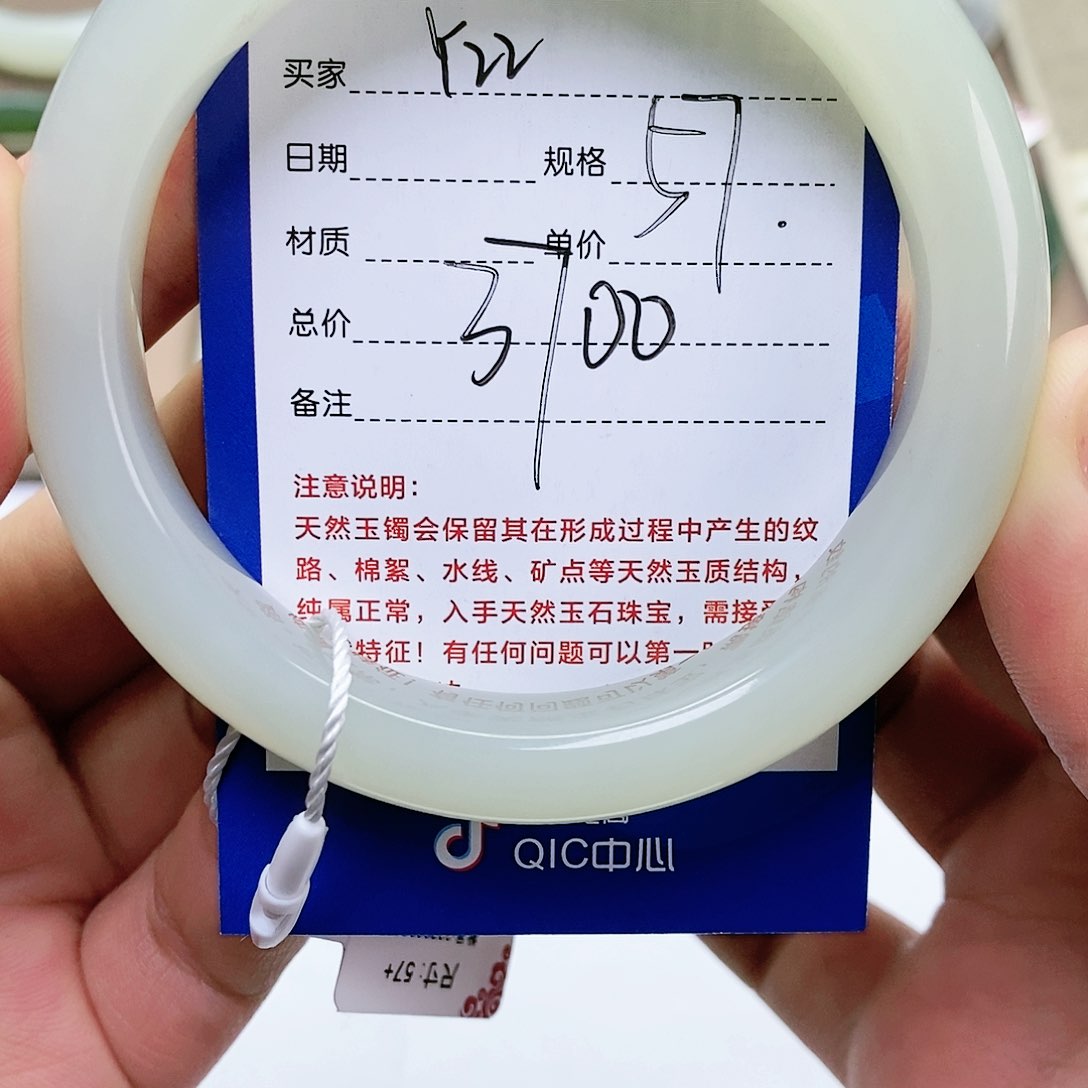 买家 Y22
日期 规格 57.
材质 单价
总价 3700
备注
注意说明：
天然玉镯会保留其在形成过程中产生的纹
路、棉絮、水线、矿点等天然玉质结构，
纯属正常，入手天然玉石珠宝，需接受
特征！有任何问题可以第一
QIC中心
尺寸:57+